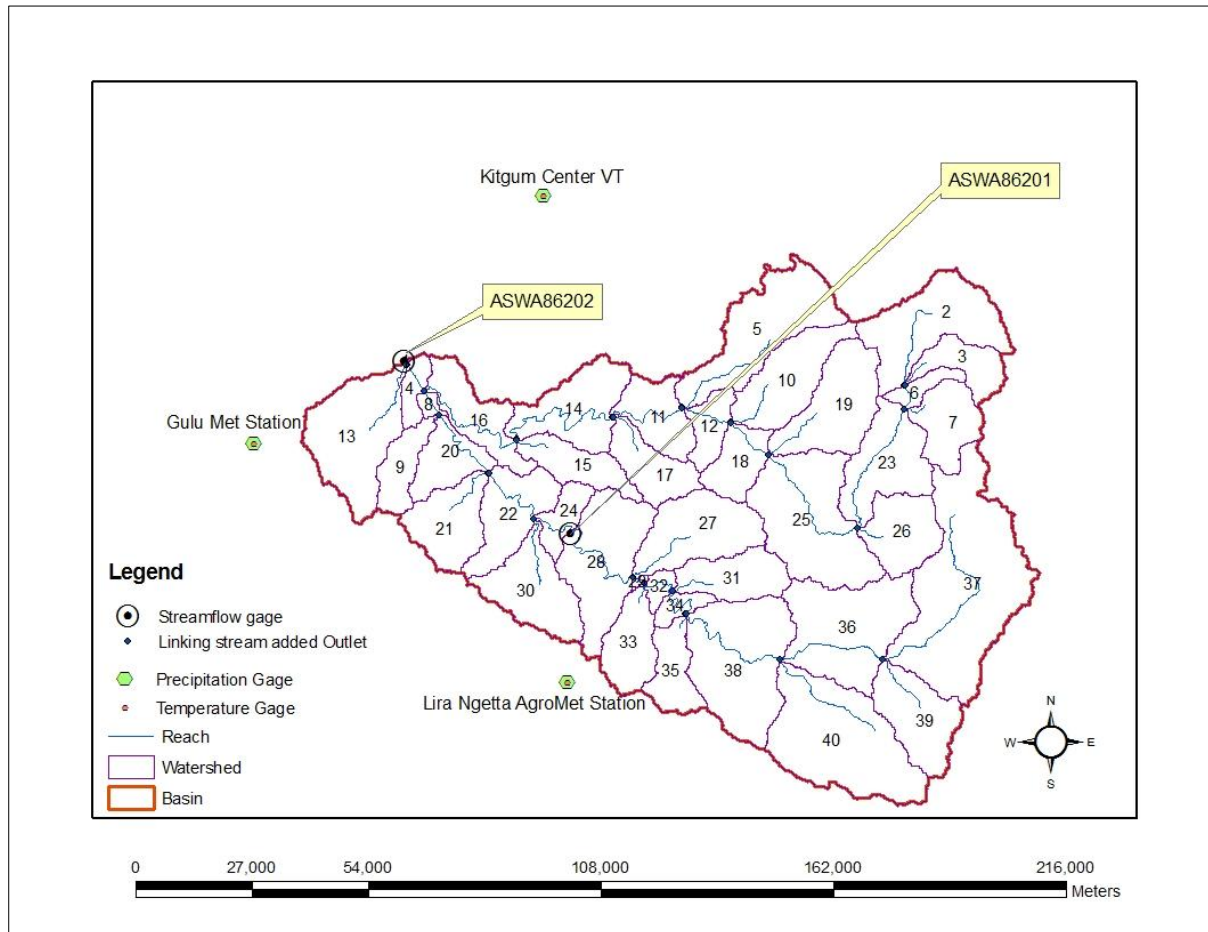 Kitgum Center VT
ASWA86201
ASWA86202
Gulu Met Station
Lira Ngetta AgroMet Station
2
3
5
6
7
10
19
4
8
16
14
11
12
13
9
20
15
17
18
23
21
22
24
25
26
27
28
29
32
31
30
34
37
33
35
36
38
39
40
Legend
Streamflow gage
Linking stream added Outlet
Precipitation Gage
Temperature Gage
Reach
Watershed
Basin
N
W
E
S
0 27,000 54,000 108,000 162,000 216,000
Meters